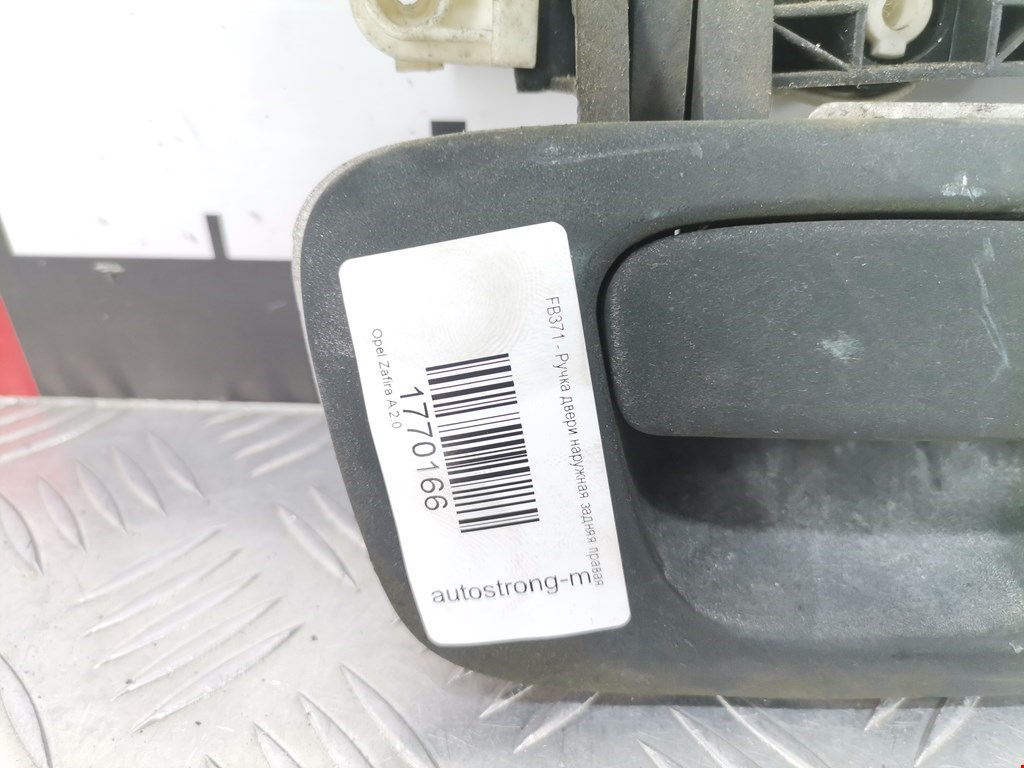 FB371 - Ручка двери наружная задняя правая
1770166
Opel Zafira A 2.0
autostrong-m